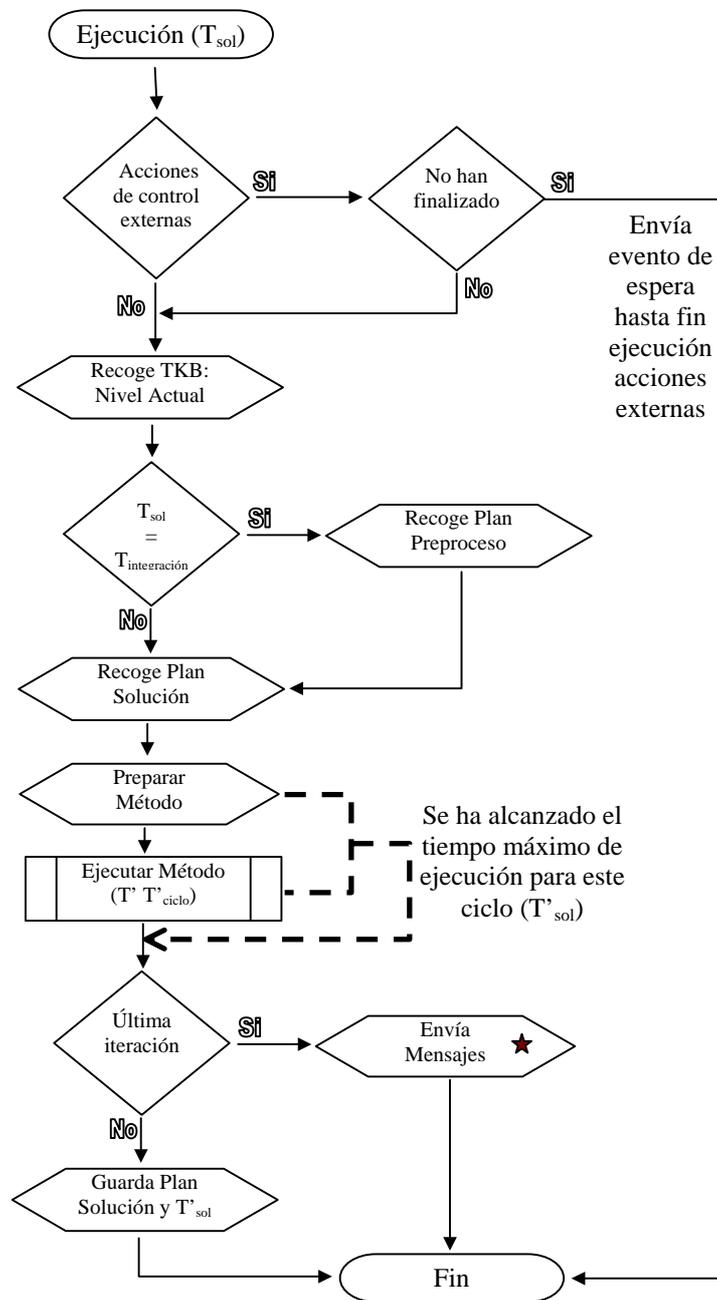 Ejecución (Tsol)
Acciones
de control
externas
Si
No han
finalizado
Si
Envía
evento de
espera
hasta fin
ejecución
acciones
externas
No
No
Recoge TKB:
Nivel Actual
Tsol
=
Tintegración
Si
Recoge Plan
Preproceso
No
Recoge Plan
Solución
Preparar
Método
Se ha alcanzado el
tiempo máximo de
ejecución para este
ciclo (T’sol)
Ejecutar Método
(T’ T’ciclo)
Última
iteración
Si
Envía
Mensajes
No
Guarda Plan
Solución y T’sol
Fin